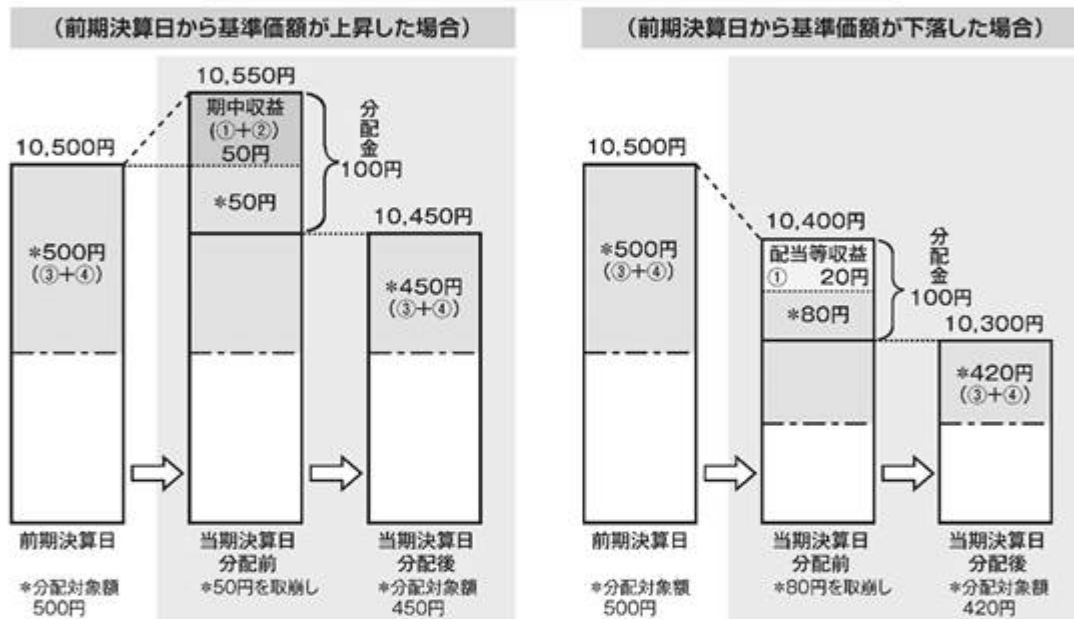 （前期決算日から基準価額が上昇した場合）
10,550円
期中収益
（①＋②）
50円
＊50円
分配金
100円
10,500円
＊500円
（③＋④）
10,450円
＊450円
（③＋④）
前期決算日
当期決算日
分配前
当期決算日
分配後
＊分配対象額
500円
＊50円を取崩し
＊分配対象額
450円
（前期決算日から基準価額が下落した場合）
10,500円
＊500円
（③＋④）
10,400円
配当等収益
① 20円
＊80円
分配金
100円
10,300円
＊420円
（③＋④）
前期決算日
当期決算日
分配前
当期決算日
分配後
＊分配対象額
500円
＊80円を取崩し
＊分配対象額
420円